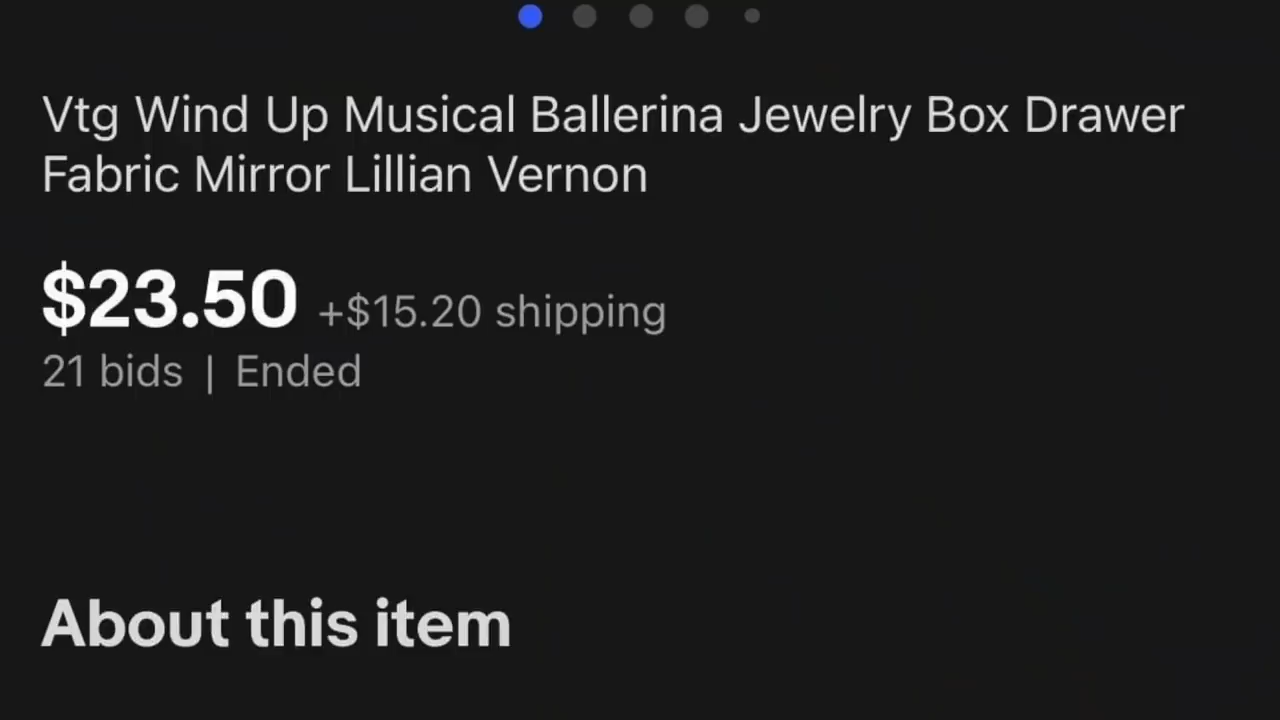 Vtg Wind Up Musical Ballerina Jewelry Box Drawer
Fabric Mirror Lillian Vernon
$23.50 +$15.20 shipping
21 bids | Ended
About this item